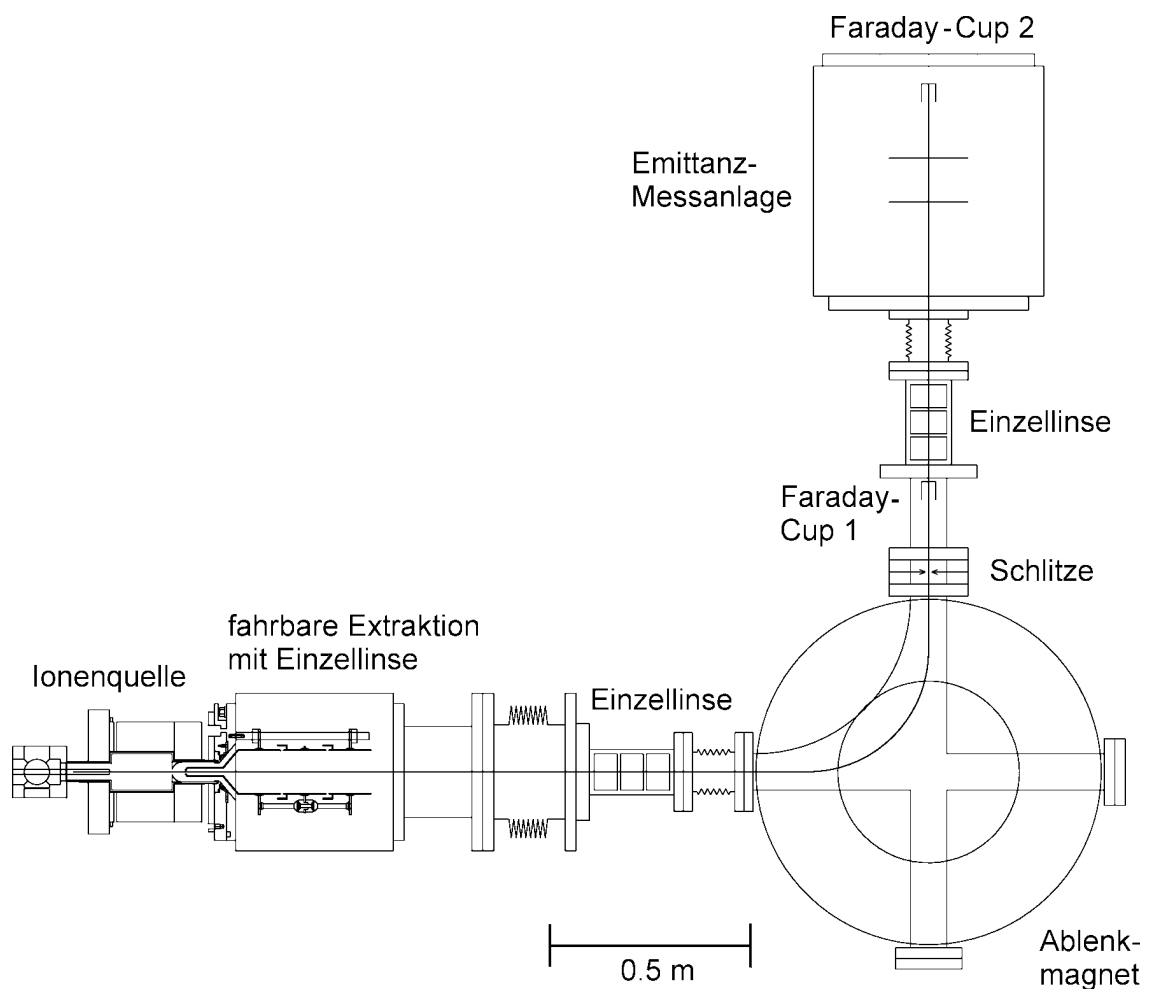 Faraday-Cup 2
Emittanz-
Messanlage
Einzellinse
Faraday-
Cup 1
Schlitze
fahrbare Extraktion
mit Einzellinse
Ionenquelle
Einzellinse
0.5 m
Ablenk-
magnet